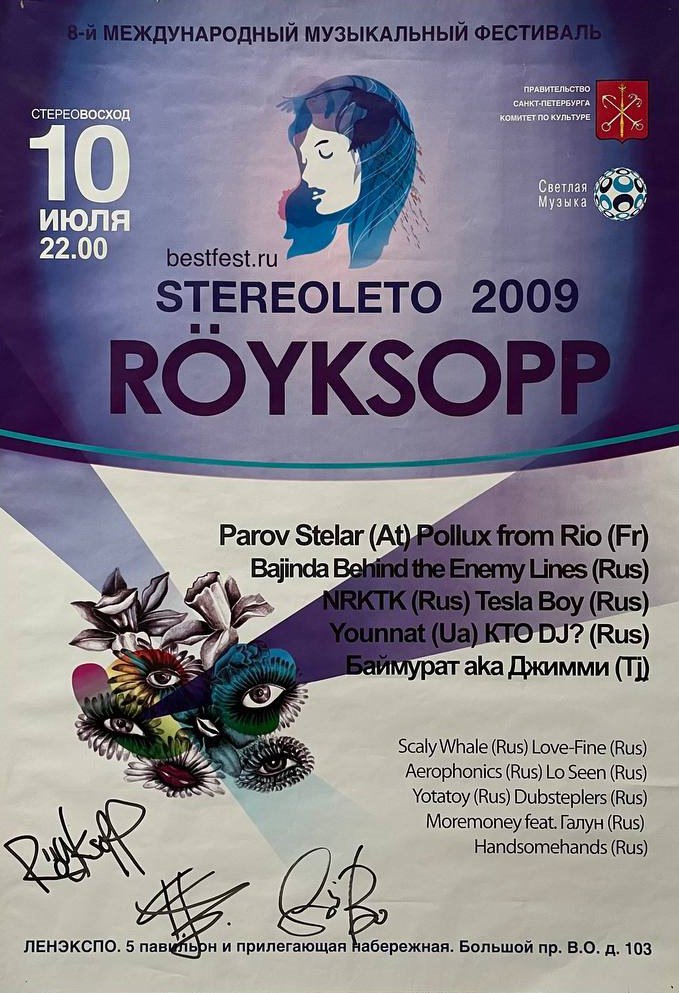 8-й МЕЖДУНАРОДНЫЙ МУЗЫКАЛЬНЫЙ ФЕСТИВАЛЬ
СТЕРЕОВОСХОД
10
ИЮЛЯ
22.00
ПРАВИТЕЛЬСТВО
САНКТ-ПЕТЕРБУРГА
КОМИТЕТ ПО КУЛЬТУРЕ
Светлая
Музыка
bestfest.ru
STEREOLETO 2009
RÖYKSOPP
Parov Stelar (At) Pollux from Rio (Fr)
Bajinda Behind the Enemy Lines (Rus)
NRKTK (Rus) Tesla Boy (Rus)
Younnat (Ua) КТО DJ? (Rus)
Баймурат aka Джимми (Tj)
Scaly Whale (Rus) Love-Fine (Rus)
Aerophonics (Rus) Lo Seen (Rus)
Yotatoy (Rus) Dubsteplers (Rus)
Moremoney feat. Галун (Rus)
Handsomehands (Rus)
Röyksopp
ЛЕНЭКСПО. 5 павильон и прилегающая набережная. Большой пр. В.О. д. 103